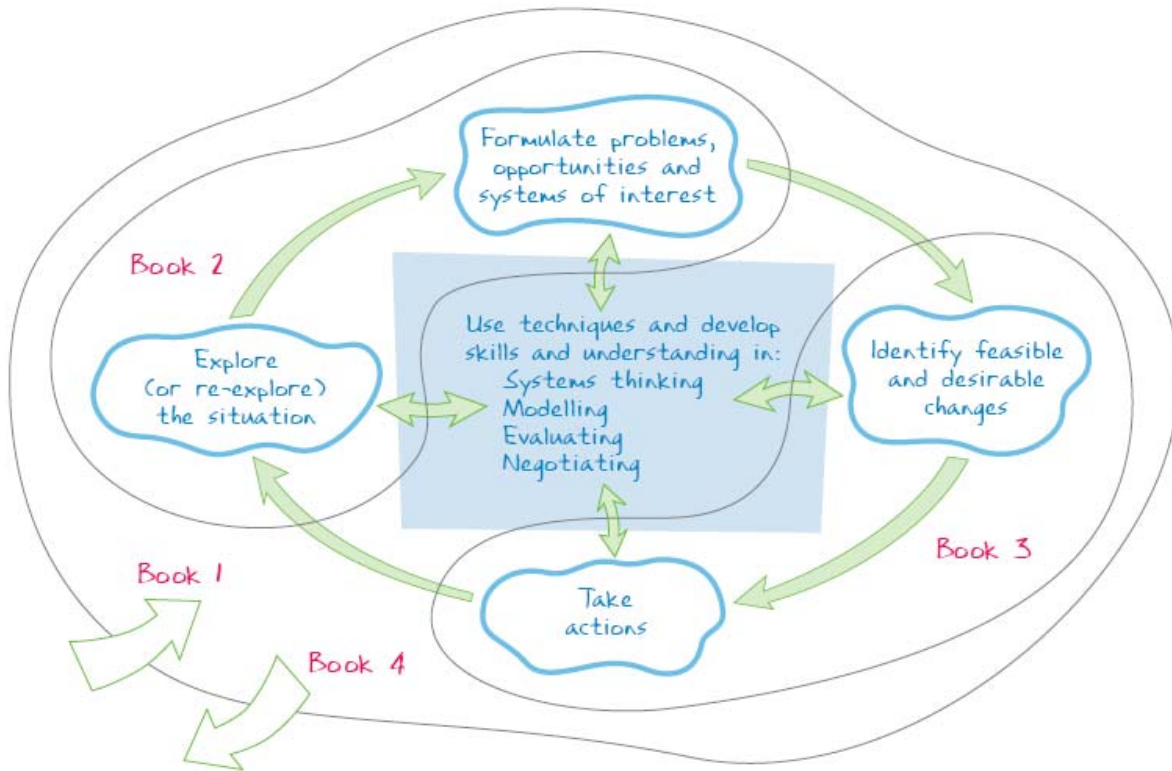 Formulate problems,
opportunities and
systems of interest
Book 2
Use techniques and develop
skills and understanding in:
Systems thinking
Modelling
Evaluating
Negotiating
Explore
(or re-explore)
the situation
Identify feasible
and desirable
changes
Book 3
Book 1
Take
actions
Book 4